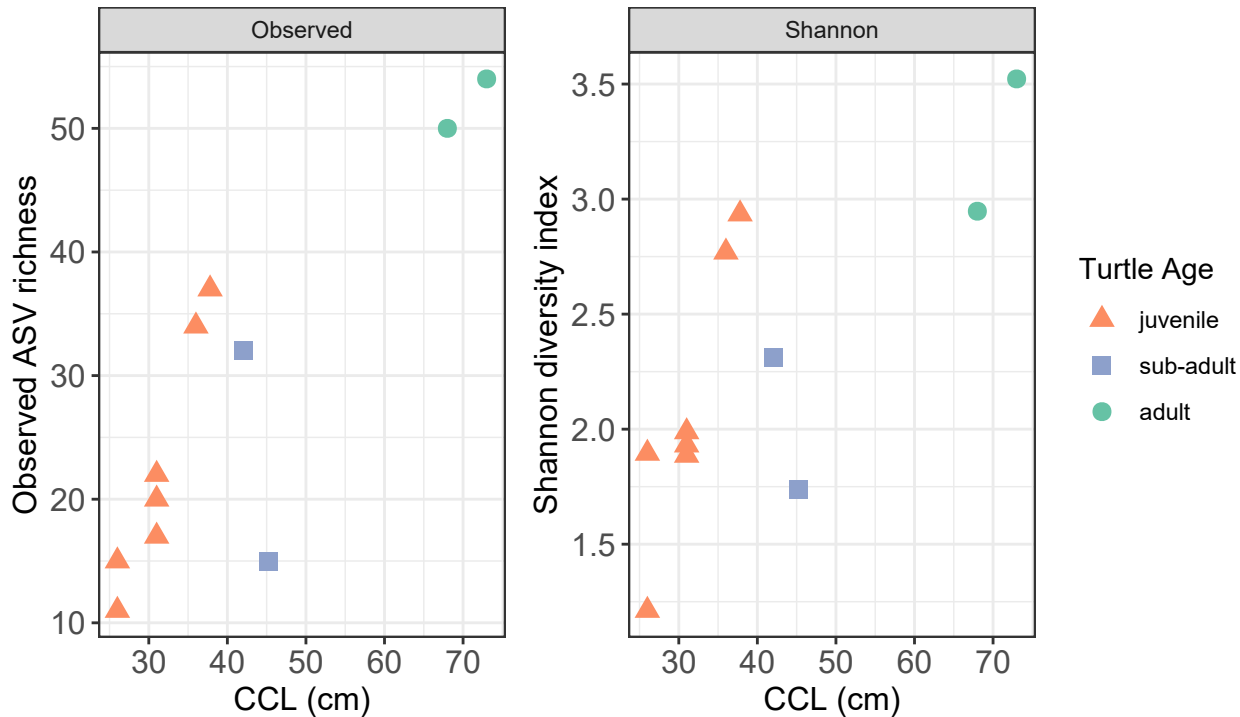 Observed
Shannon
Observed ASV richness
50
40
30
20
10
30 40 50 60 70
CCL (cm)
Shannon diversity index
3.5
3.0
2.5
2.0
1.5
30 40 50 60 70
CCL (cm)
Turtle Age
juvenile
sub-adult
adult